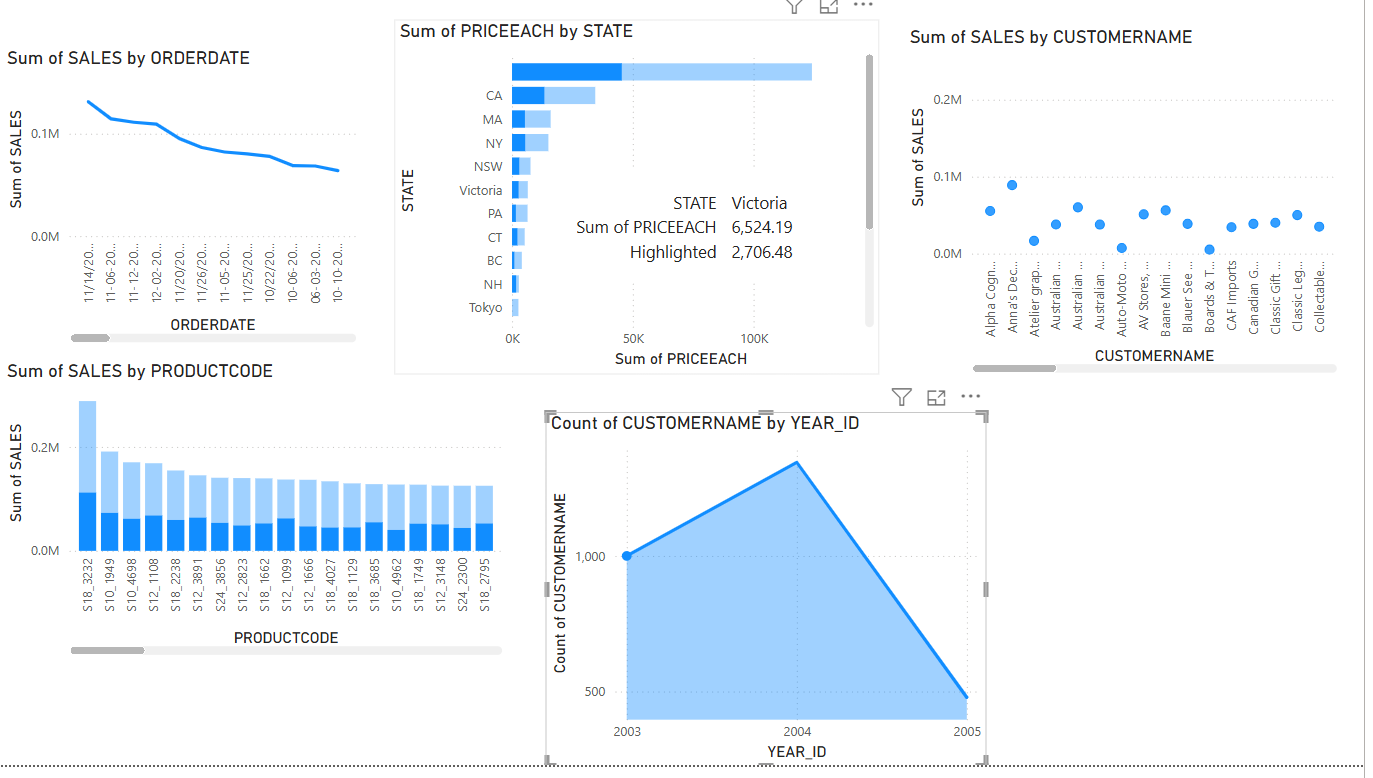 Sum of SALES by ORDERDATE
Sum of SALES
0.1M
0.0M
11/14/20...
11-06-20...
11-12-20...
12-02-20...
11/20/20...
11/26/20...
11-05-20...
11/25/20...
10/22/20...
10-06-20...
06-03-20...
10-10-20...
ORDERDATE
Sum of PRICEEACH by STATE
STATE
CA
MA
NY
NSW
Victoria
PA
CT
BC
NH
Tokyo
STATE Victoria
Sum of PRICEEACH 6,524.19
Highlighted 2,706.48
0K 50K 100K
Sum of PRICEEACH
Sum of SALES by CUSTOMERNAME
Sum of SALES
0.2M
0.1M
0.0M
Alpha Cogn...
Anna's Dec...
Atelier grap...
Australian ...
Australian ...
Australian ...
Auto-Moto ...
AV Stores, ...
Baane Mini ...
Blauer See ...
Boards & T...
CAF Imports
Canadian G...
Classic Gift ...
Classic Leg...
Collectable...
CUSTOMERNAME
Sum of SALES by PRODUCTCODE
Sum of SALES
0.2M
0.0M
S18_3232
S10_1949
S10_4698
S12_1108
S18_2238
S12_3891
S24_3856
S12_2823
S18_1662
S12_1099
S12_1666
S18_4027
S18_1129
S18_3685
S10_4962
S18_1749
S12_3148
S24_2300
S18_2795
PRODUCTCODE
Count of CUSTOMERNAME by YEAR_ID
Count of CUSTOMERNAME
1,000
500
2003 2004 2005
YEAR_ID